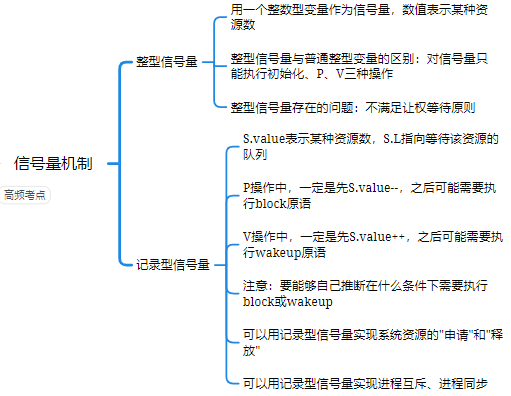 用一个整数型变量作为信号量，数值表示某种资
源数
整型信号量
整型信号量与普通整型变量的区别：对信号量只
能执行初始化、P、V三种操作
整型信号量存在的问题：不满足让权等待原则
信号量机制
高频考点
S.value表示某种资源数，S.L指向等待该资源的
队列
P操作中，一定是先S.value--，之后可能需要执
行block原语
V操作中，一定是先S.value++，之后可能需要执
行wakeup原语
记录型信号量
注意：要能够自己推断在什么条件下需要执行
block或wakeup
可以用记录型信号量实现系统资源的"申请"和"释
放"
可以用记录型信号量实现进程互斥、进程同步